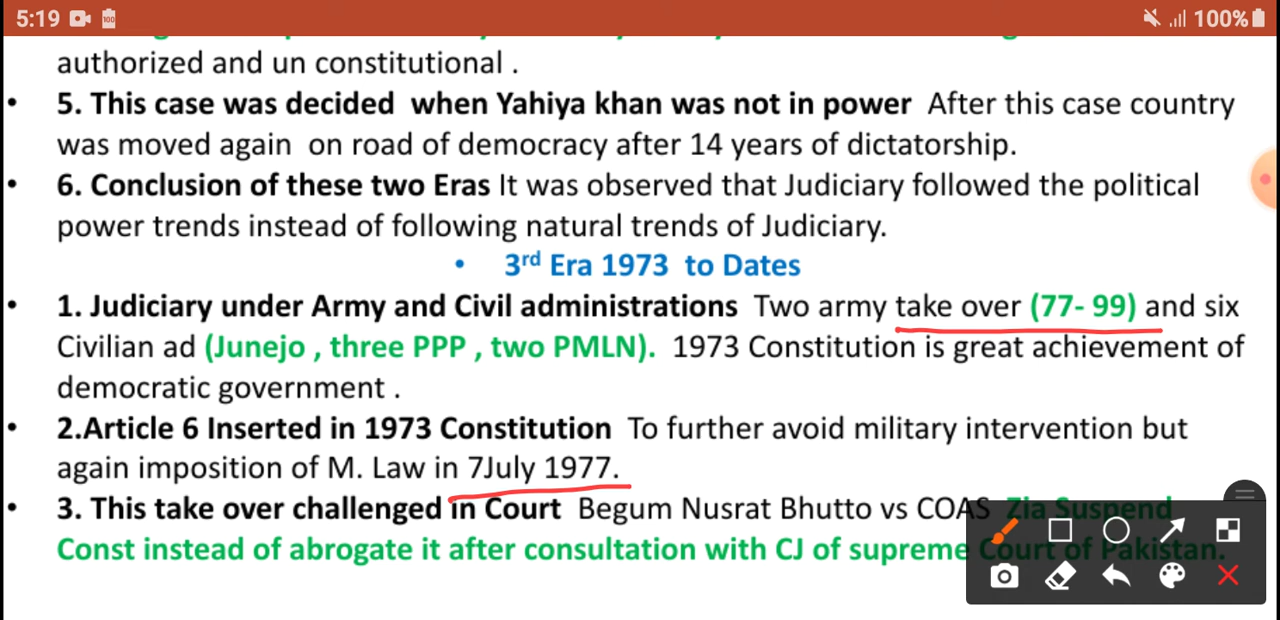 5:19 100%
authorized and un constitutional .
• 5. This case was decided when Yahiya khan was not in power After this case country
was moved again on road of democracy after 14 years of dictatorship.
• 6. Conclusion of these two Eras It was observed that Judiciary followed the political
power trends instead of following natural trends of Judiciary.
• 3rd Era 1973 to Dates
• 1. Judiciary under Army and Civil administrations Two army take over (77- 99) and six
Civilian ad (Junejo , three PPP , two PMLN). 1973 Constitution is great achievement of
democratic government .
• 2.Article 6 Inserted in 1973 Constitution To further avoid military intervention but
again imposition of M. Law in 7July 1977.
• 3. This take over challenged in Court Begum Nusrat Bhutto vs COAS Zia Suspend
Const instead of abrogate it after consultation with CJ of supreme Court of Pakistan.